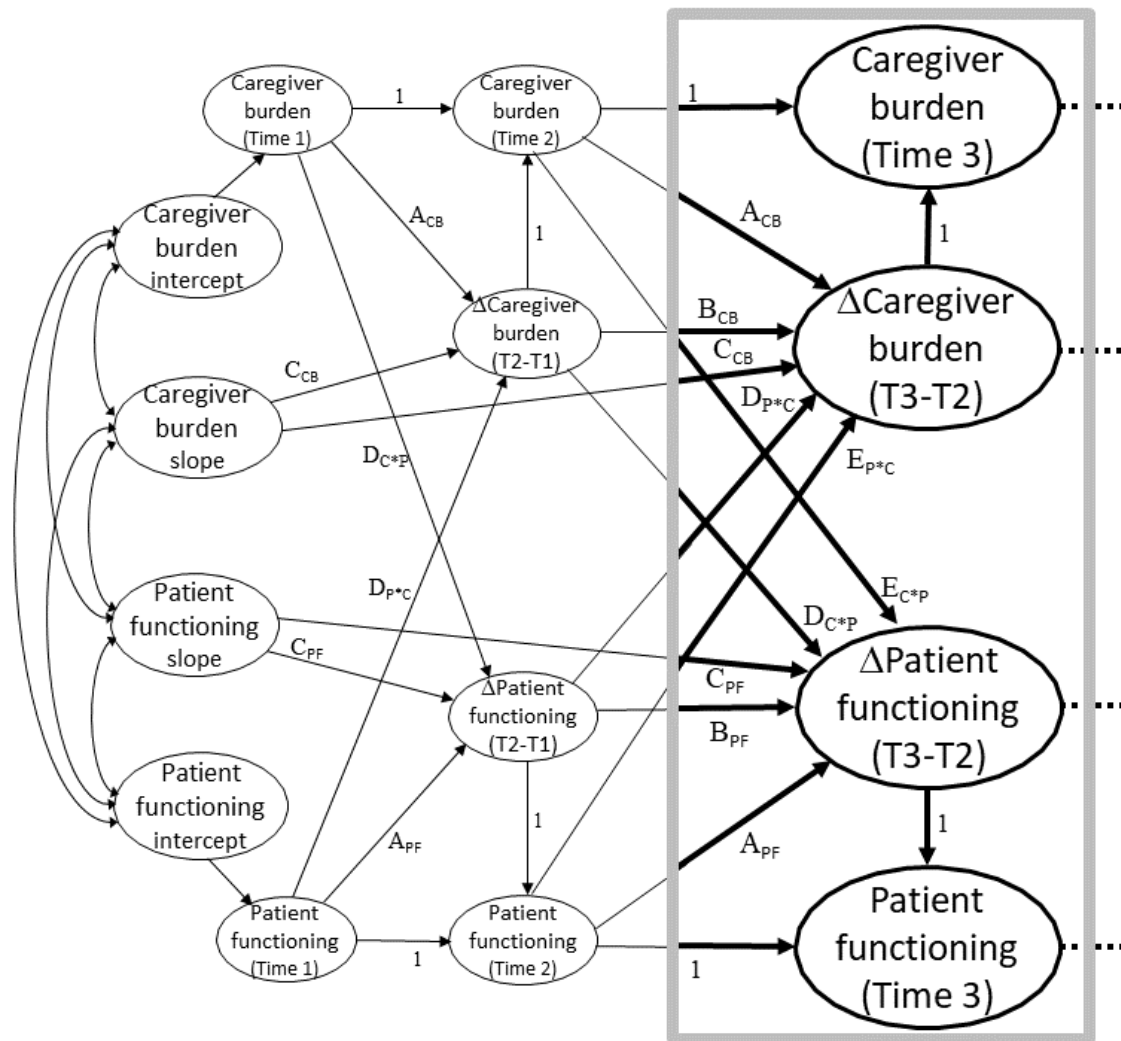 Caregiver
burden
(Time 1)
1
Caregiver
burden
(Time 2)
1
Caregiver
burden
(Time 3)
Caregiver
burden
intercept
A_CB
1
A_CB
1
ΔCaregiver
burden
(T2-T1)
B_CB
ΔCaregiver
burden
(T3-T2)
C_CB
C_CB
Caregiver
burden
slope
D_P*C
D_C*P
E_P*C
Patient
functioning
slope
D_P*C
E_C*P
D_C*P
C_PF
ΔPatient
functioning
(T2-T1)
C_PF
B_PF
ΔPatient
functioning
(T3-T2)
Patient
functioning
intercept
A_PF
1
A_PF
1
Patient
functioning
(Time 1)
1
Patient
functioning
(Time 2)
1
Patient
functioning
(Time 3)